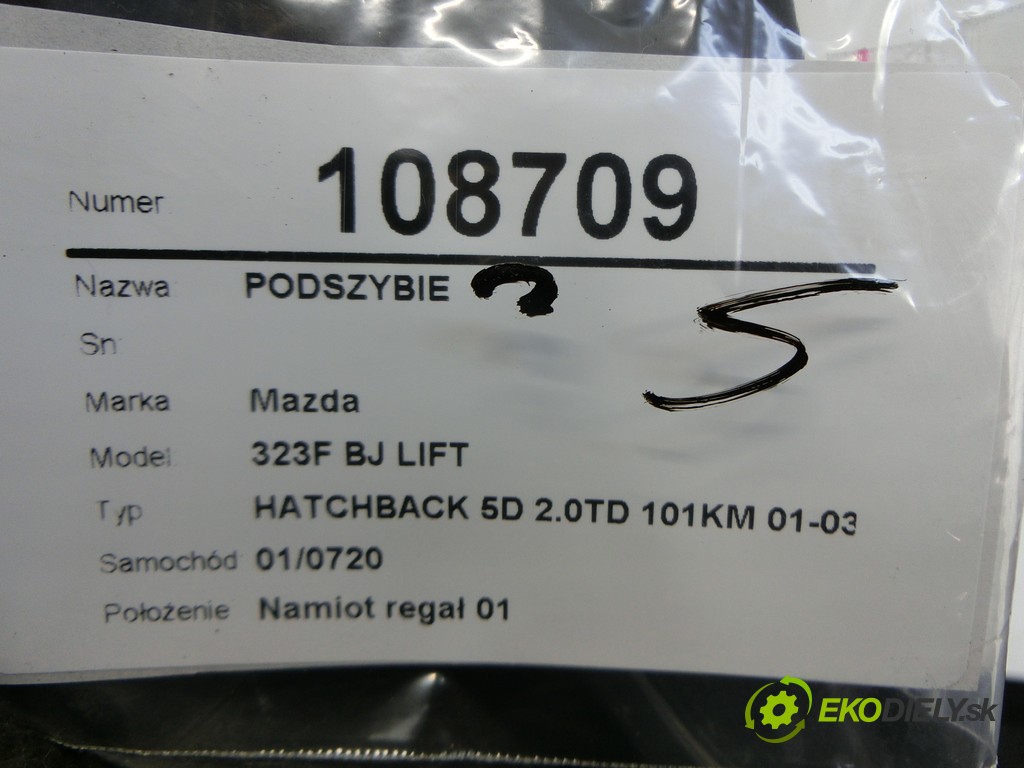 Numer 108709
Nazwa PODSZYBIE 5
Sn
Marka Mazda
Model 323F BJ LIFT
Typ HATCHBACK 5D 2.0TD 101KM 01-03
Samochód 01/0720
Położenie Namiot regał 01
EKODIELY.sk